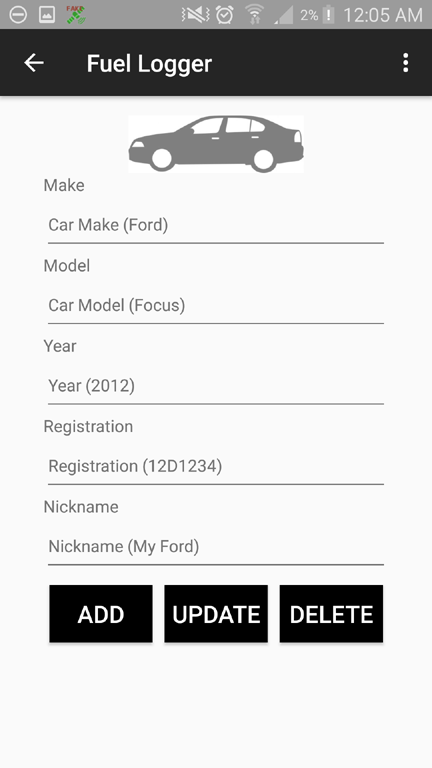 FAKE
2% 12:05 AM
Fuel Logger
Make
Car Make (Ford)
Model
Car Model (Focus)
Year
Year (2012)
Registration
Registration (12D1234)
Nickname
Nickname (My Ford)
ADD UPDATE DELETE